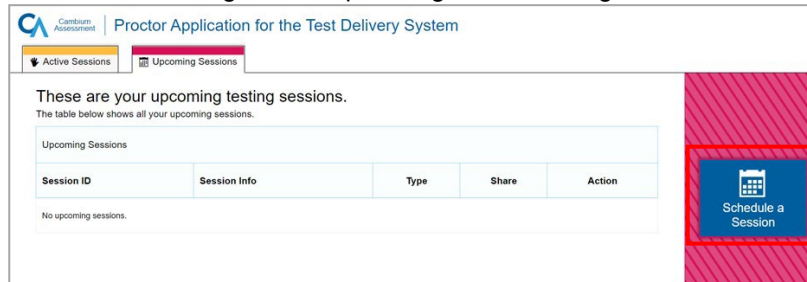 Cambium
Assessment
Proctor Application for the Test Delivery System
Active Sessions
Upcoming Sessions
These are your upcoming testing sessions.
The table below shows all your upcoming sessions.
Upcoming Sessions
Session ID Session Info Type Share Action
No upcoming sessions.
Schedule a
Session